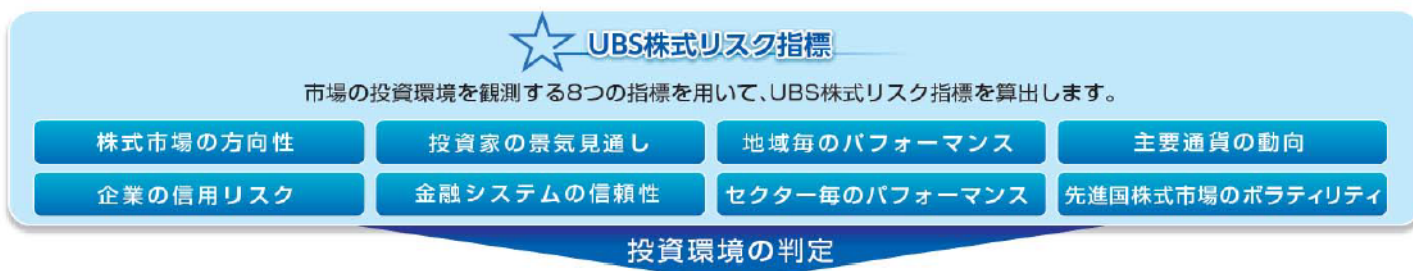 UBS株式リスク指標
市場の投資環境を観測する8つの指標を用いて、UBS株式リスク指標を算出します。
株式市場の方向性 投資家の景気見通し 地域毎のパフォーマンス 主要通貨の動向
企業の信用リスク 金融システムの信頼性 セクター毎のパフォーマンス 先進国株式市場のボラティリティ
投資環境の判定